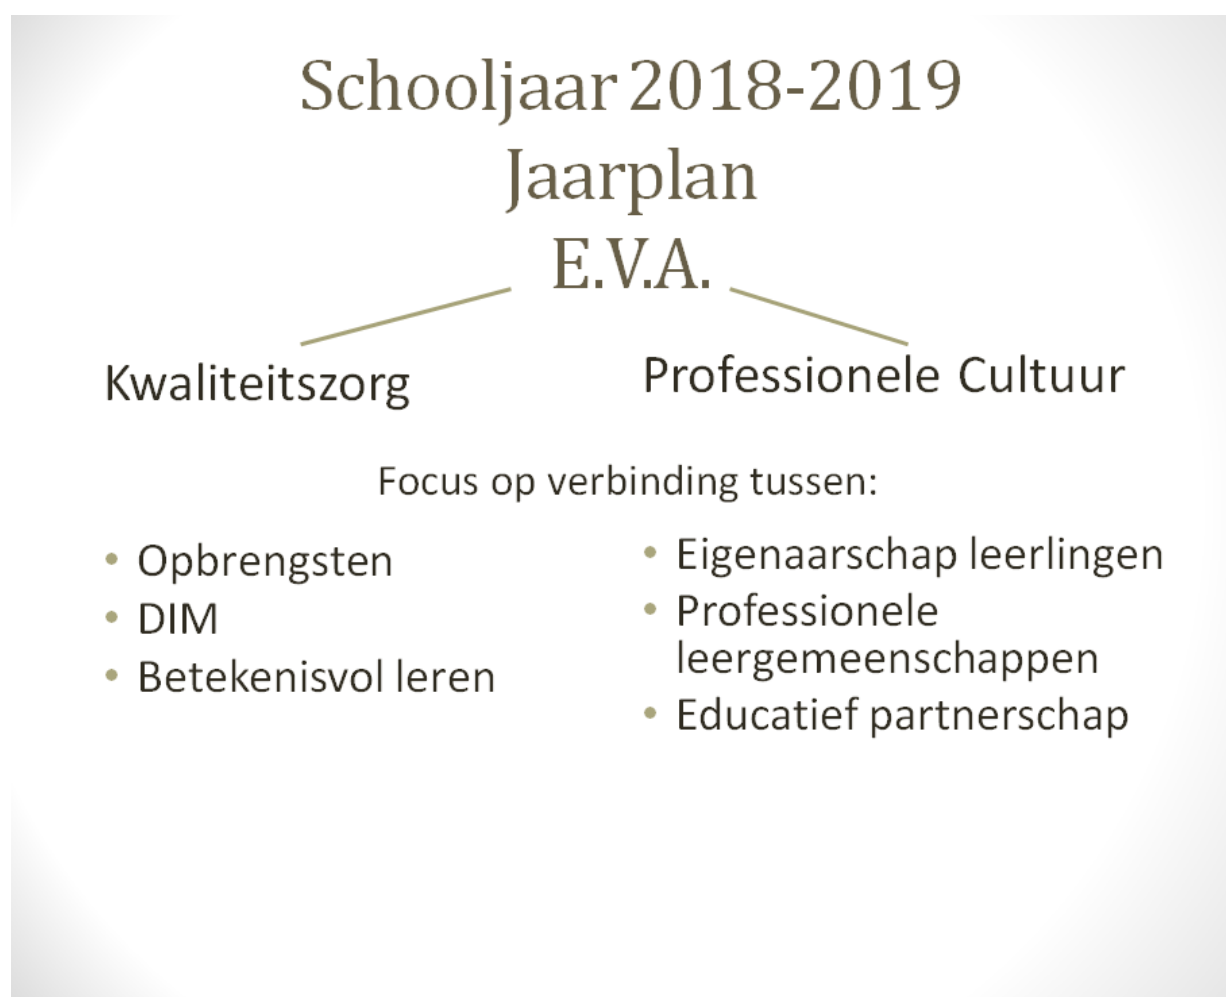 Schooljaar 2018-2019
Jaarplan
E.V.A.
Kwaliteitszorg
Professionele Cultuur
Focus op verbinding tussen:
• Opbrengsten
• DIM
• Betekenisvol leren
• Eigenaarschap leerlingen
• Professionele
leergemeenschappen
• Educatief partnerschap